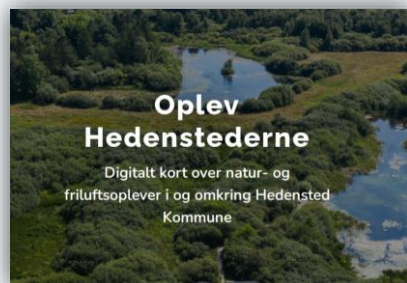 Oplev
Hedenstederne
Digitalt kort over natur- og
friluftsoplever i og omkring Hedensted
Kommune